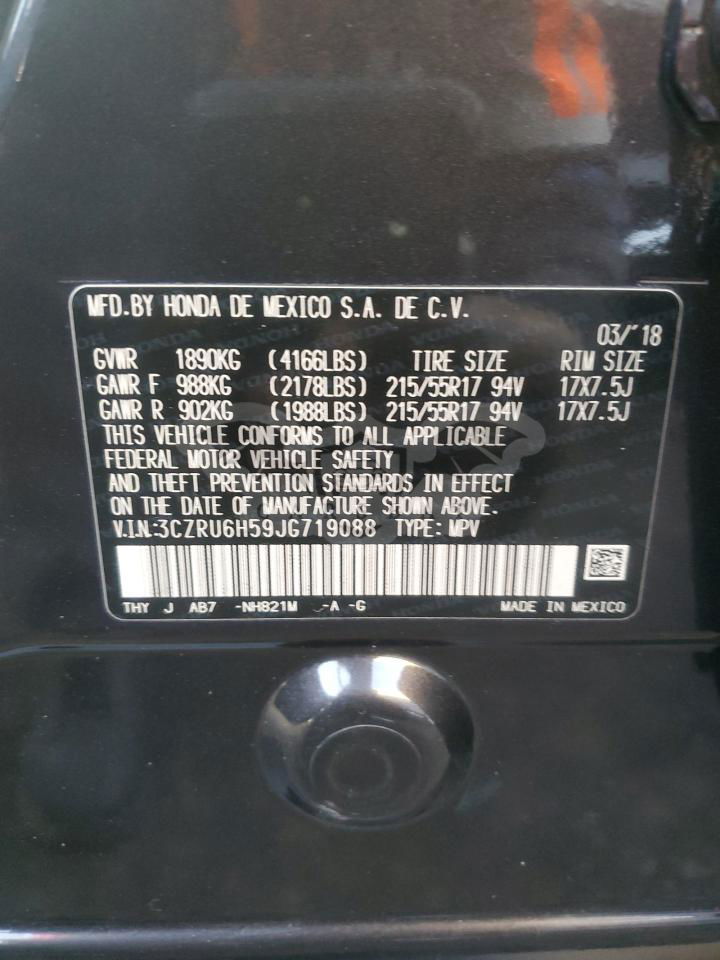 MFD.BY HONDA DE MEXICO S.A. DE C.V.
03/'18
GVWR 1890KG (4166LBS) TIRE SIZE RIM SIZE
GAWR F 988KG (2178LBS) 215/55R17 94V 17X7.5J
GAWR R 902KG (1988LBS) 215/55R17 94V 17X7.5J
THIS VEHICLE CONFORMS TO ALL APPLICABLE
FEDERAL MOTOR VEHICLE SAFETY
AND THEFT PREVENTION STANDARDS IN EFFECT
ON THE DATE OF MANUFACTURE SHOWN ABOVE.
V.I.N:3CZRU6H59JG719088 TYPE: MPV
THY J AB7 -NH821M -A -G MADE IN MEXICO